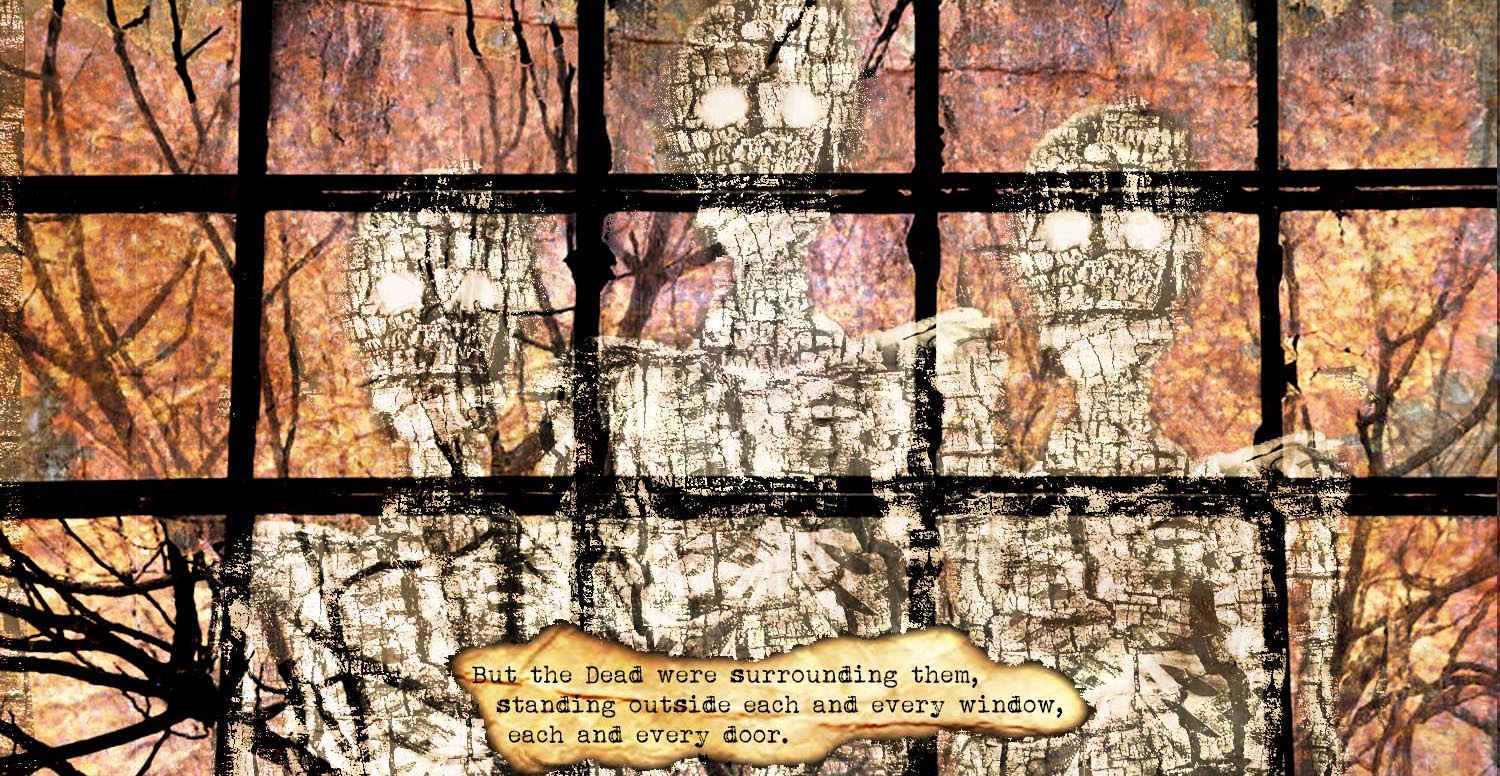 But the Dead were surrounding them,
standing outside each and every window,
each and every door.